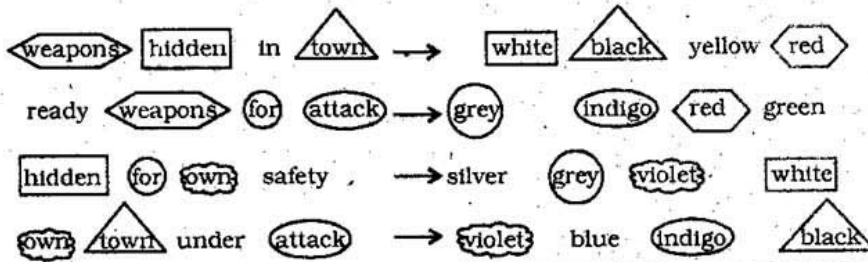 weapons hidden in town → white black yellow red
ready weapons for attack → grey indigo red green
hidden for own safety → silver grey violet white
own town under attack → violet blue indigo black